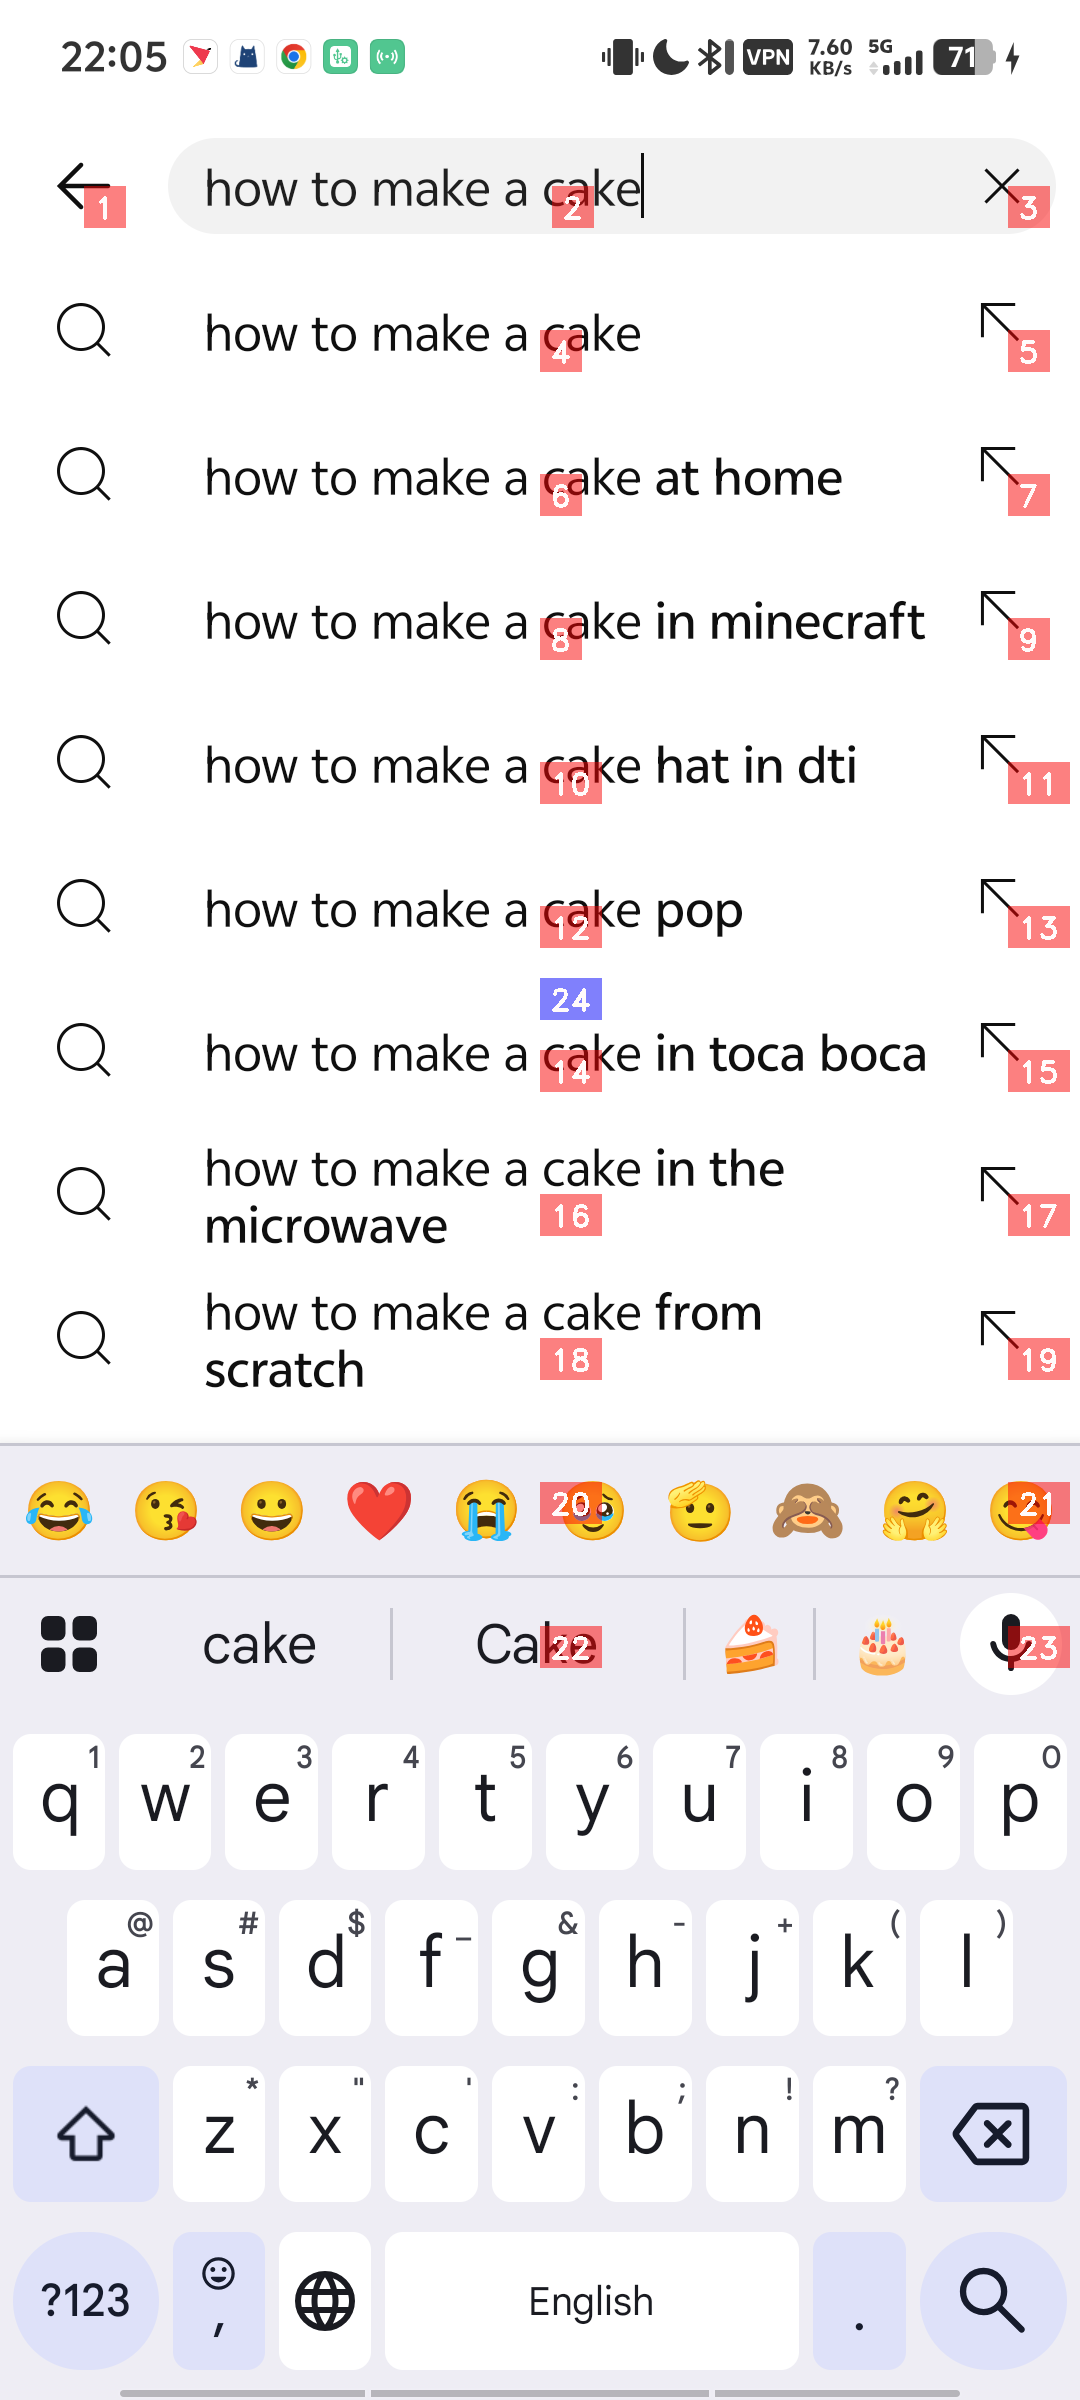 22:05 VPN 7.60 KB/s 5G 71
1 how to make a cake 2 3
how to make a cake 4 5
how to make a cake at home 6 7
how to make a cake in minecraft 8 9
how to make a cake hat in dti 10 11
how to make a cake pop 12 13
24
how to make a cake in toca boca 14 15
how to make a cake in the
microwave 16 17
how to make a cake from
scratch 18 19
20 21
cake Cake 22 23
q 1 w 2 e 3 r 4 t 5 y 6 u 7 i 8 o 9 p 0
a @ s # d $ f _ g & h - j + k ( l )
z * x " c ' v : b ; n ! m ?
?123 , English .